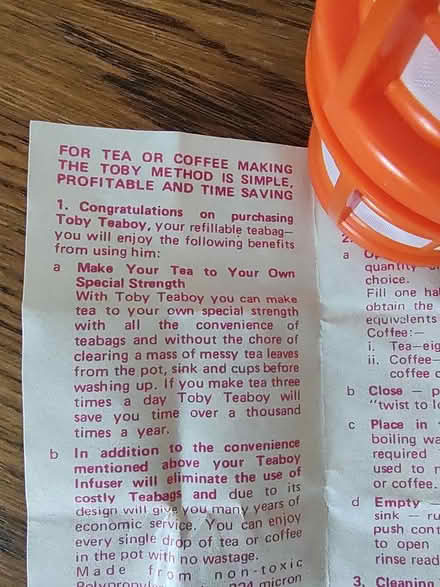 FOR TEA OR COFFEE MAKING
THE TOBY METHOD IS SIMPLE,
PROFITABLE AND TIME SAVING
1. Congratulations on purchasing
Toby Teaboy, your refillable teabag—
you will enjoy the following benefits
from using him:
a Make Your Tea to Your Own
Special Strength
With Toby Teaboy you can make
tea to your own special strength
with all the convenience of
teabags and without the chore of
clearing a mass of messy tea leaves
from the pot, sink and cups before
washing up. If you make tea three
times a day Toby Teaboy will
save you time over a thousand
times a year.
b In addition to the convenience
mentioned above your Teaboy
Infuser will eliminate the use of
costly Teabags and due to its
design will give you many years of
economic service. You can enjoy
every single drop of tea or coffee
in the pot with no wastage.
Made from non-toxic
micron
2.
a
quantity
choice.
Fill one
obtain the
equivalents
Coffee:—
i. Tea—
ii. Coffee—
coffee
b Close —
"twist to
c Place in
boiling
required
used to
or coffee.
d Empty
sink —
push
to open
rinse
3. Cleaning